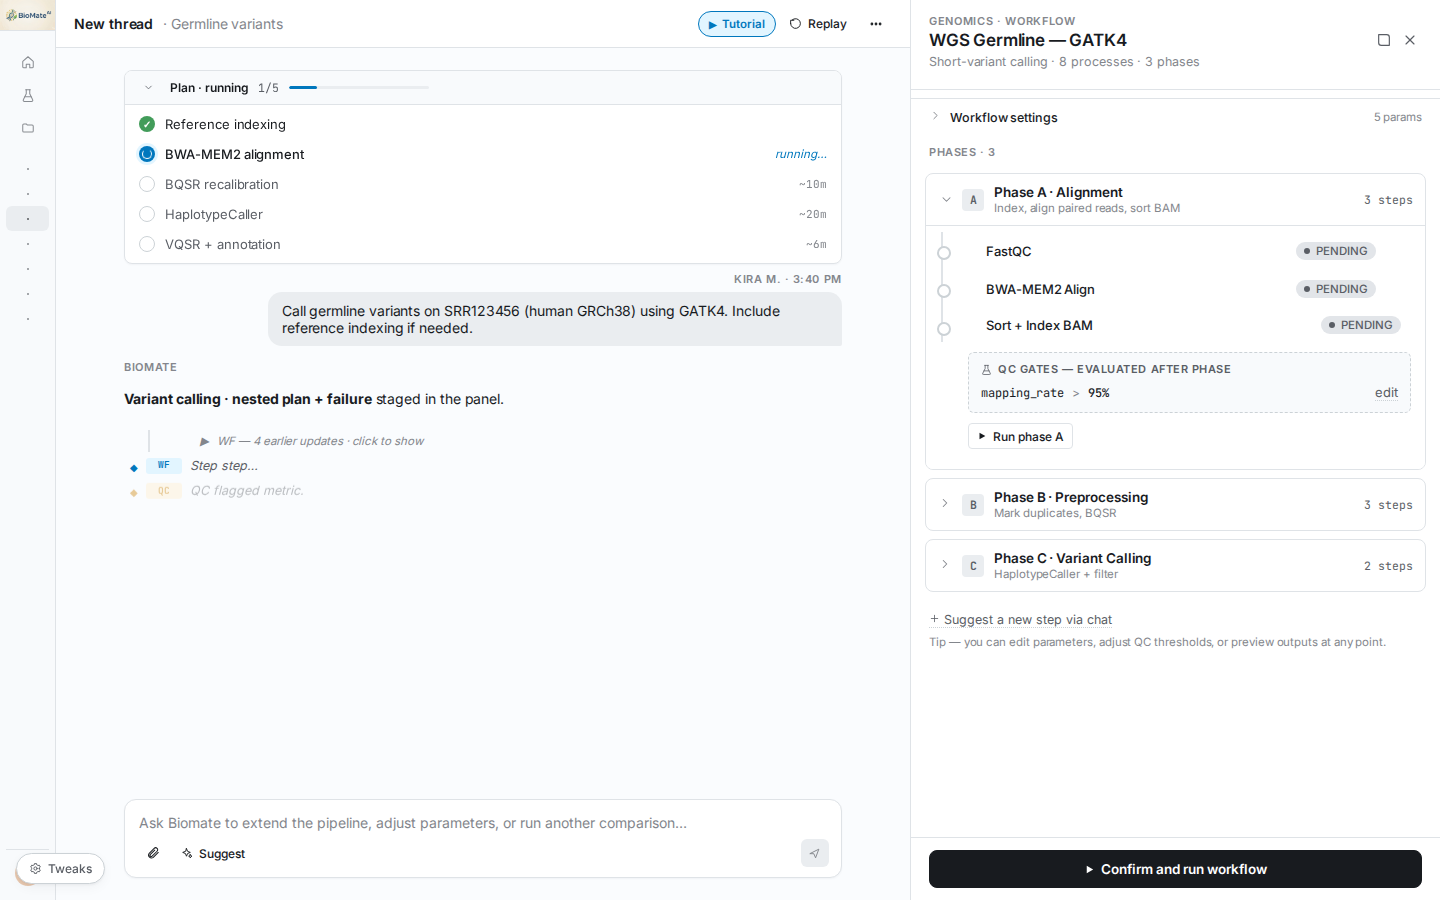 BioMate AI
New thread · Germline variants
▶ Tutorial
Replay
Plan · running 1/5
Reference indexing
BWA-MEM2 alignment running...
BQSR recalibration ~10m
HaplotypeCaller ~20m
VQSR + annotation ~6m
KIRA M. · 3:40 PM
Call germline variants on SRR123456 (human GRCh38) using GATK4. Include
reference indexing if needed.
BIOMATE
Variant calling · nested plan + failure staged in the panel.
▶ WF — 4 earlier updates · click to show
WF Step step...
QC QC flagged metric.
Ask Biomate to extend the pipeline, adjust parameters, or run another comparison...
Suggest
Tweaks
GENOMICS · WORKFLOW
WGS Germline — GATK4
Short-variant calling · 8 processes · 3 phases
Workflow settings 5 params
PHASES · 3
A Phase A · Alignment 3 steps
Index, align paired reads, sort BAM
FastQC PENDING
BWA-MEM2 Align PENDING
Sort + Index BAM PENDING
QC GATES — EVALUATED AFTER PHASE
mapping_rate > 95% edit
▶ Run phase A
B Phase B · Preprocessing 3 steps
Mark duplicates, BQSR
C Phase C · Variant Calling 2 steps
HaplotypeCaller + filter
+ Suggest a new step via chat
Tip — you can edit parameters, adjust QC thresholds, or preview outputs at any point.
▶ Confirm and run workflow